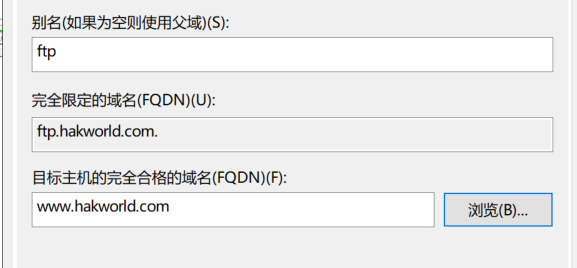 别名(如果为空则使用父域)(S):
ftp
完全限定的域名(FQDN)(U):
ftp.hakworld.com.
目标主机的完全合格的域名(FQDN)(F):
www.hakworld.com
浏览(B)...